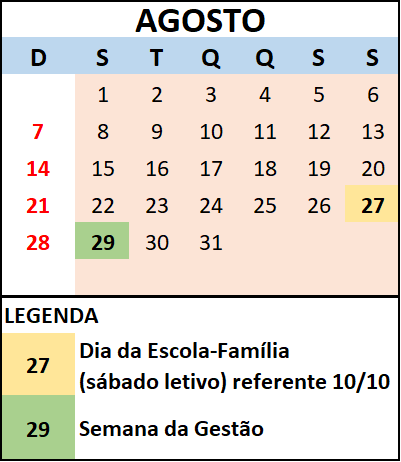 AGOSTO
D S T Q Q S S
1 2 3 4 5 6
7 8 9 10 11 12 13
14 15 16 17 18 19 20
21 22 23 24 25 26 27
28 29 30 31
LEGENDA
27 Dia da Escola-Família
(sábado letivo) referente 10/10
29 Semana da Gestão